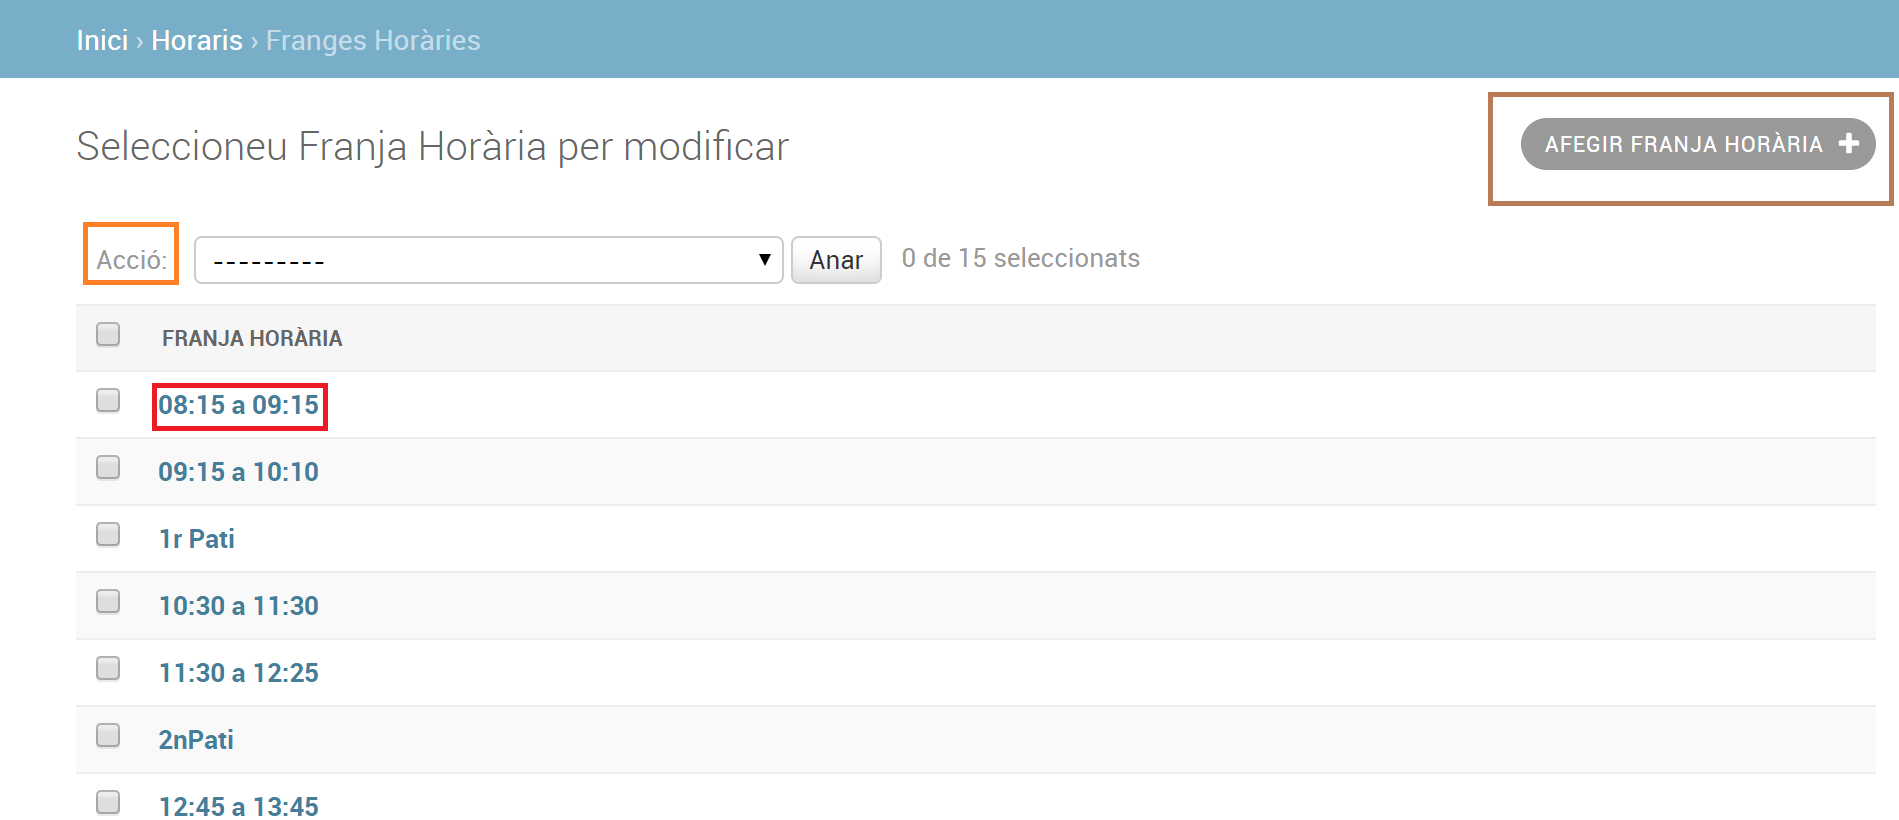 Inici › Horaris › Franges Horàries
Seleccioneu Franja Horària per modificar
AFEGIR FRANJA HORÀRIA +
Acció: --------- Anar 0 de 15 seleccionats
FRANJA HORÀRIA
08:15 a 09:15
09:15 a 10:10
1r Pati
10:30 a 11:30
11:30 a 12:25
2nPati
12:45 a 13:45